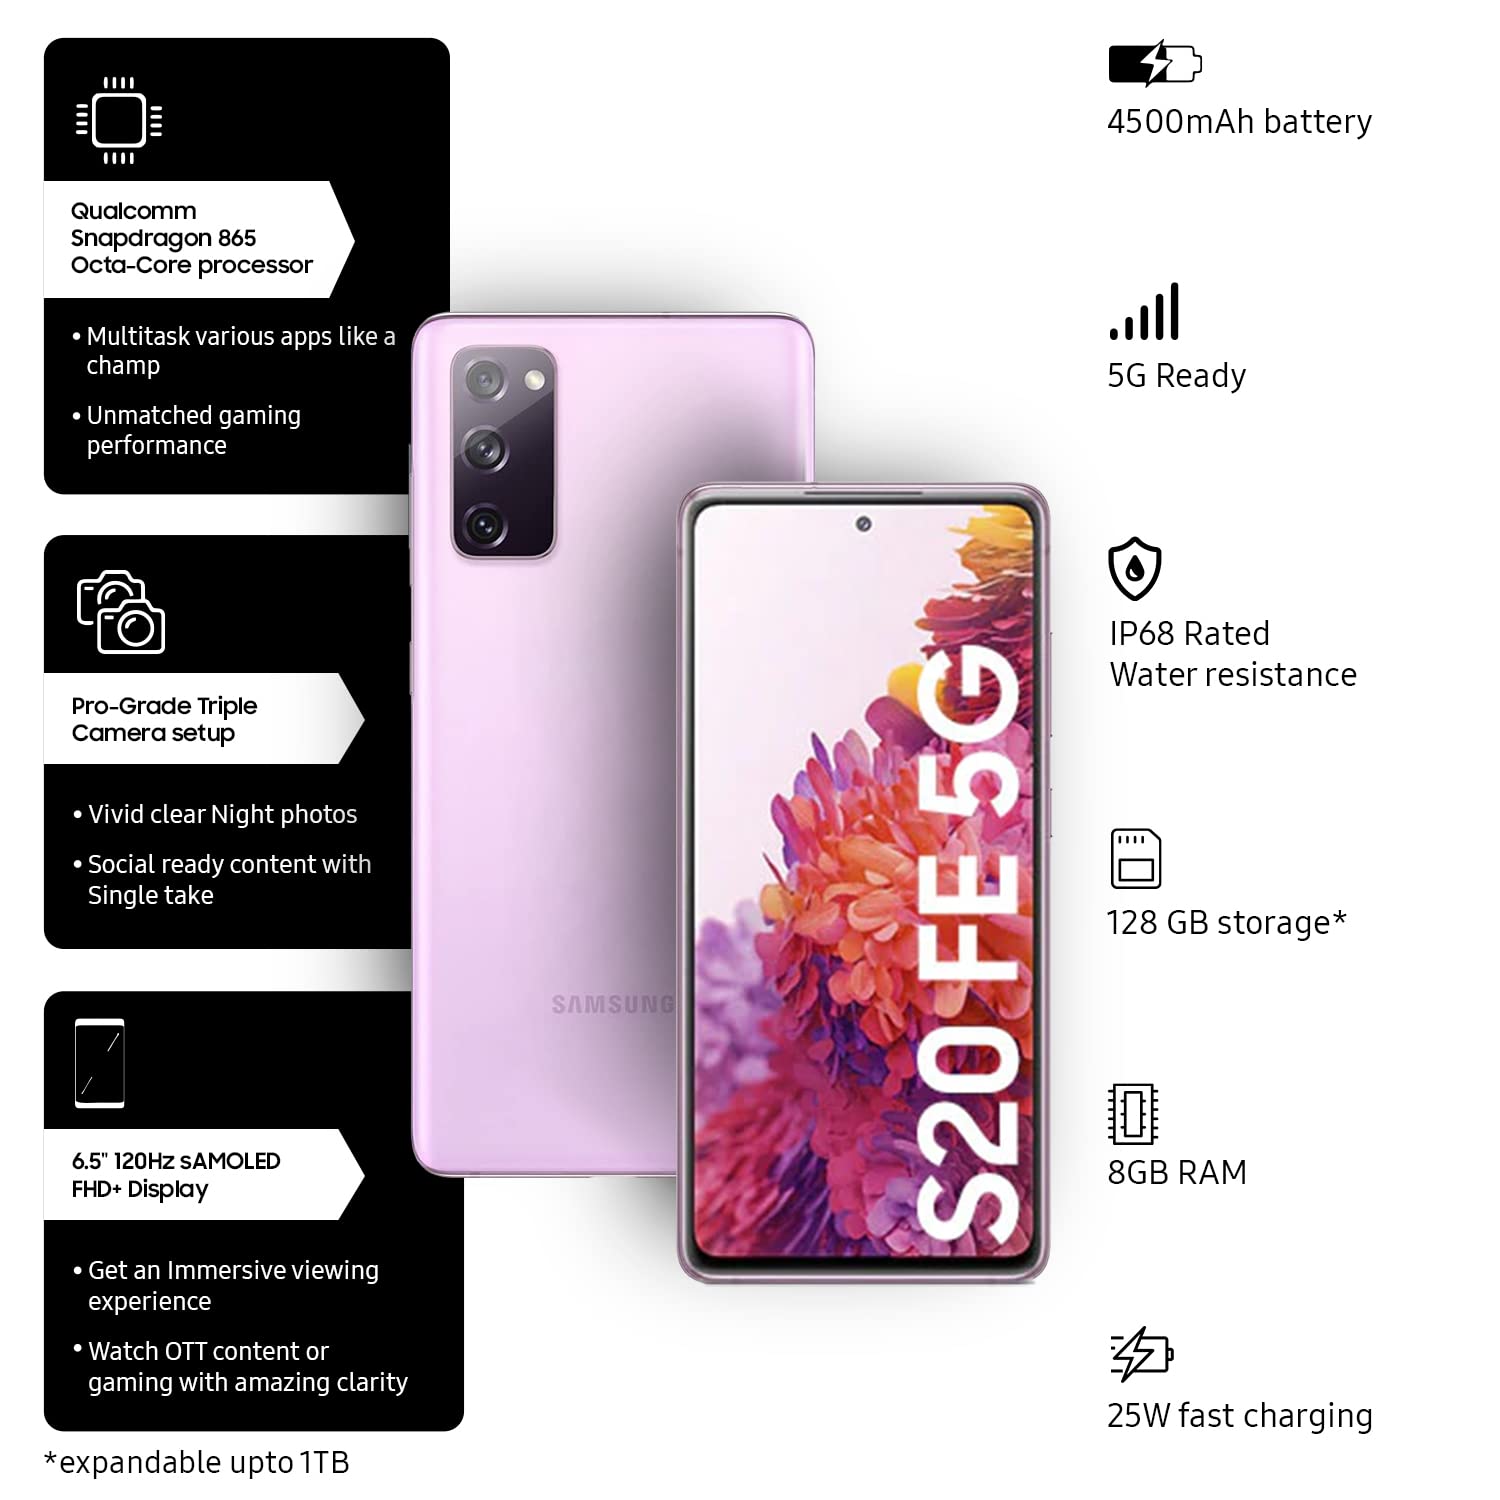 Qualcomm
Snapdragon 865
Octa-Core processor
• Multitask various apps like a
champ
• Unmatched gaming
performance
Pro-Grade Triple
Camera setup
• Vivid clear Night photos
• Social ready content with
Single take
6.5" 120Hz sAMOLED
FHD+ Display
• Get an Immersive viewing
experience
• Watch OTT content or
gaming with amazing clarity
*expandable upto 1TB
SAMSUNG
S20 FE 5G
4500mAh battery
5G Ready
IP68 Rated
Water resistance
128 GB storage*
8GB RAM
25W fast charging